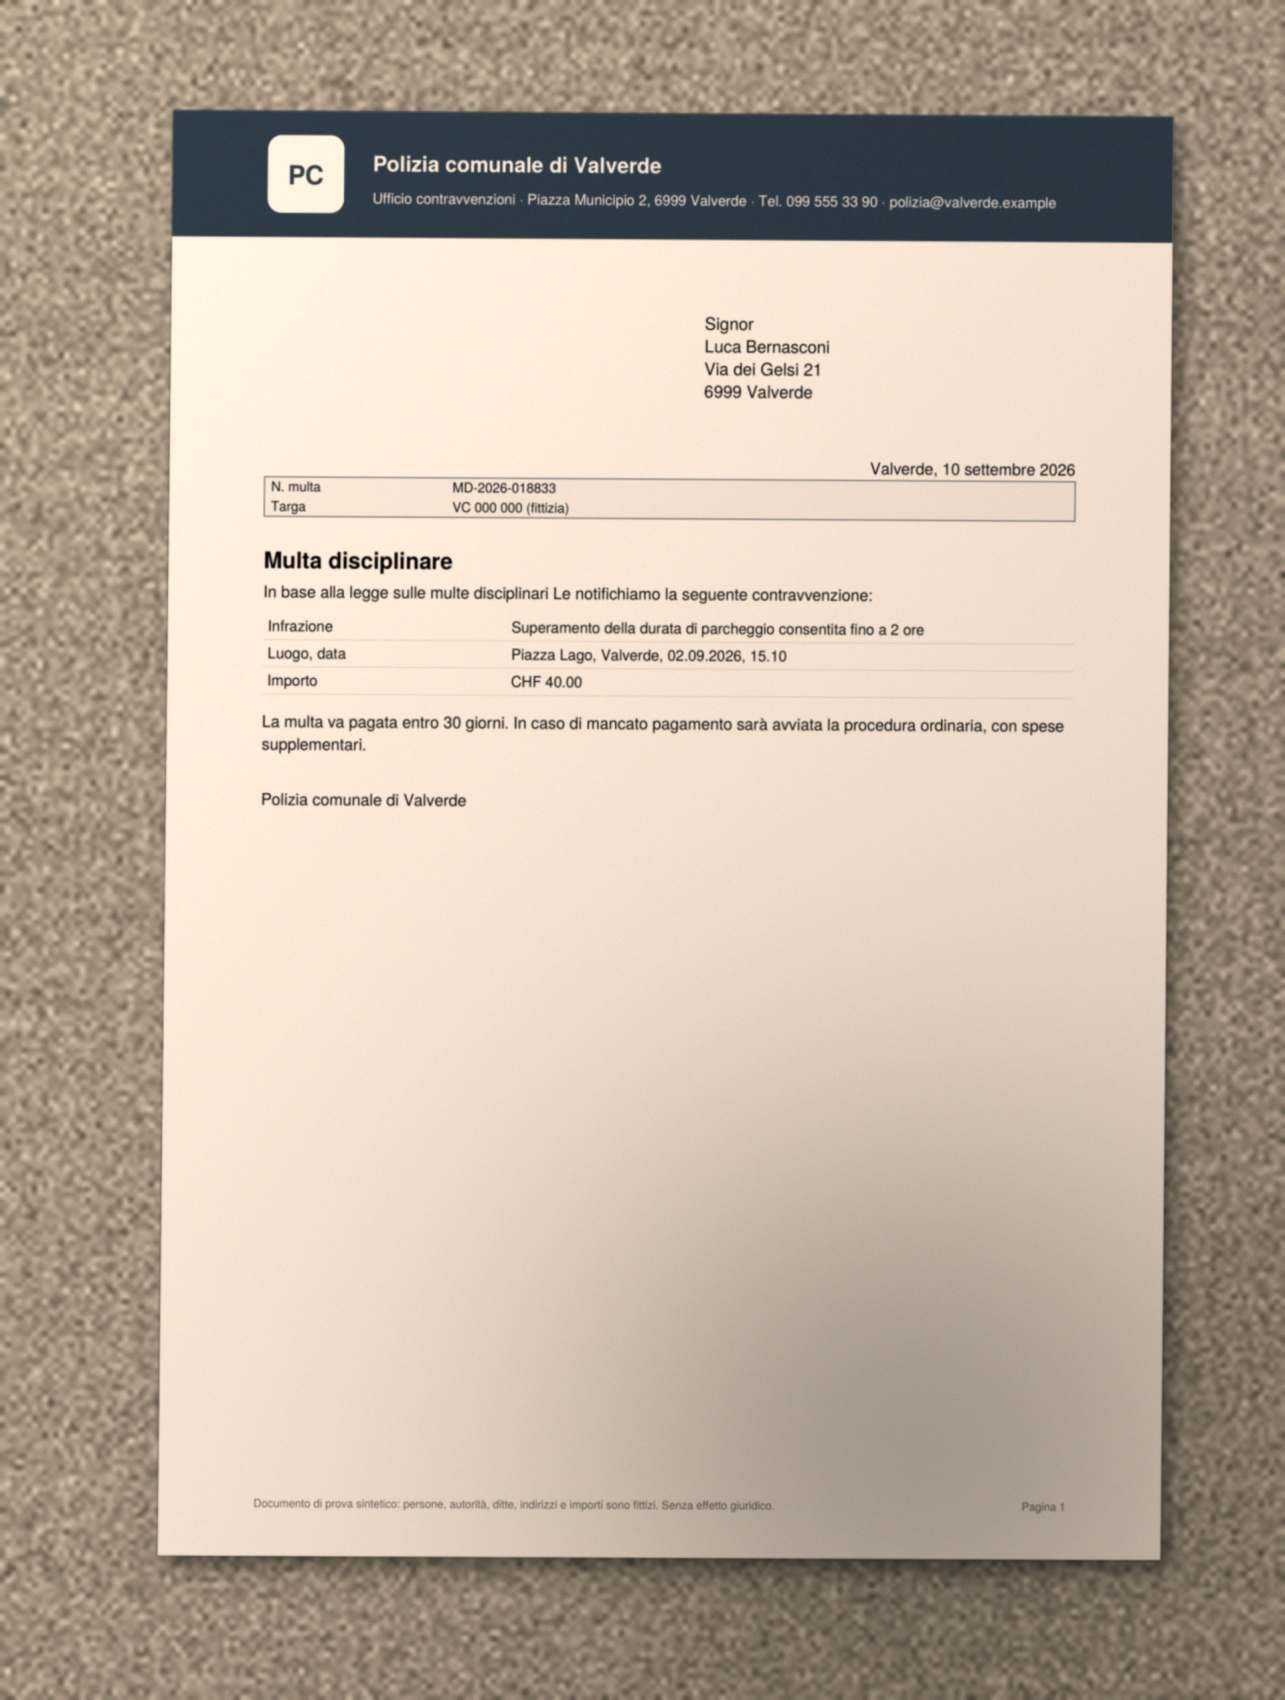 PC
Polizia comunale di Valverde
Ufficio contravvenzioni · Piazza Municipio 2, 6999 Valverde · Tel. 099 555 33 90 · polizia@valverde.example
Signor
Luca Bernasconi
Via dei Gelsi 21
6999 Valverde
Valverde, 10 settembre 2026
N. multa MD-2026-018833
Targa VC 000 000 (fittizia)
Multa disciplinare
In base alla legge sulle multe disciplinari Le notifichiamo la seguente contravvenzione:
Infrazione Superamento della durata di parcheggio consentita fino a 2 ore
Luogo, data Piazza Lago, Valverde, 02.09.2026, 15.10
Importo CHF 40.00
La multa va pagata entro 30 giorni. In caso di mancato pagamento sarà avviata la procedura ordinaria, con spese
supplementari.
Polizia comunale di Valverde
Documento di prova sintetico: persone, autorità, ditte, indirizzi e importi sono fittizi. Senza effetto giuridico. Pagina 1